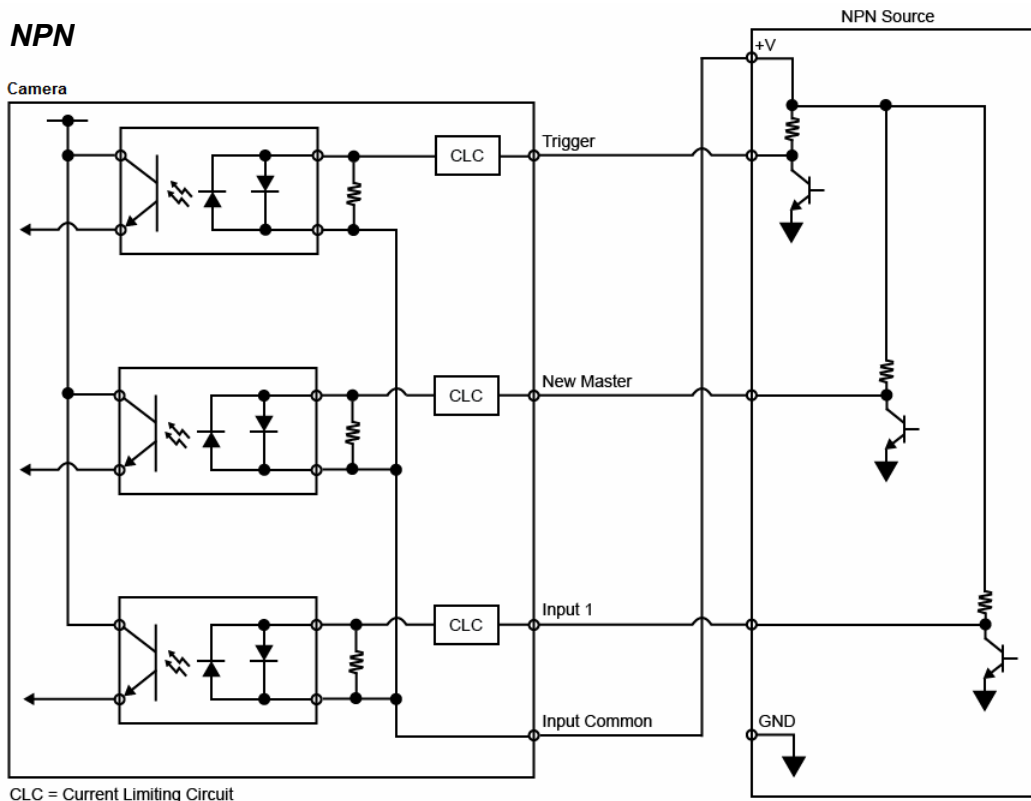 NPN
NPN Source
Camera
+V
CLC
Trigger
CLC
New Master
CLC
Input 1
Input Common
GND
CLC = Current Limiting Circuit